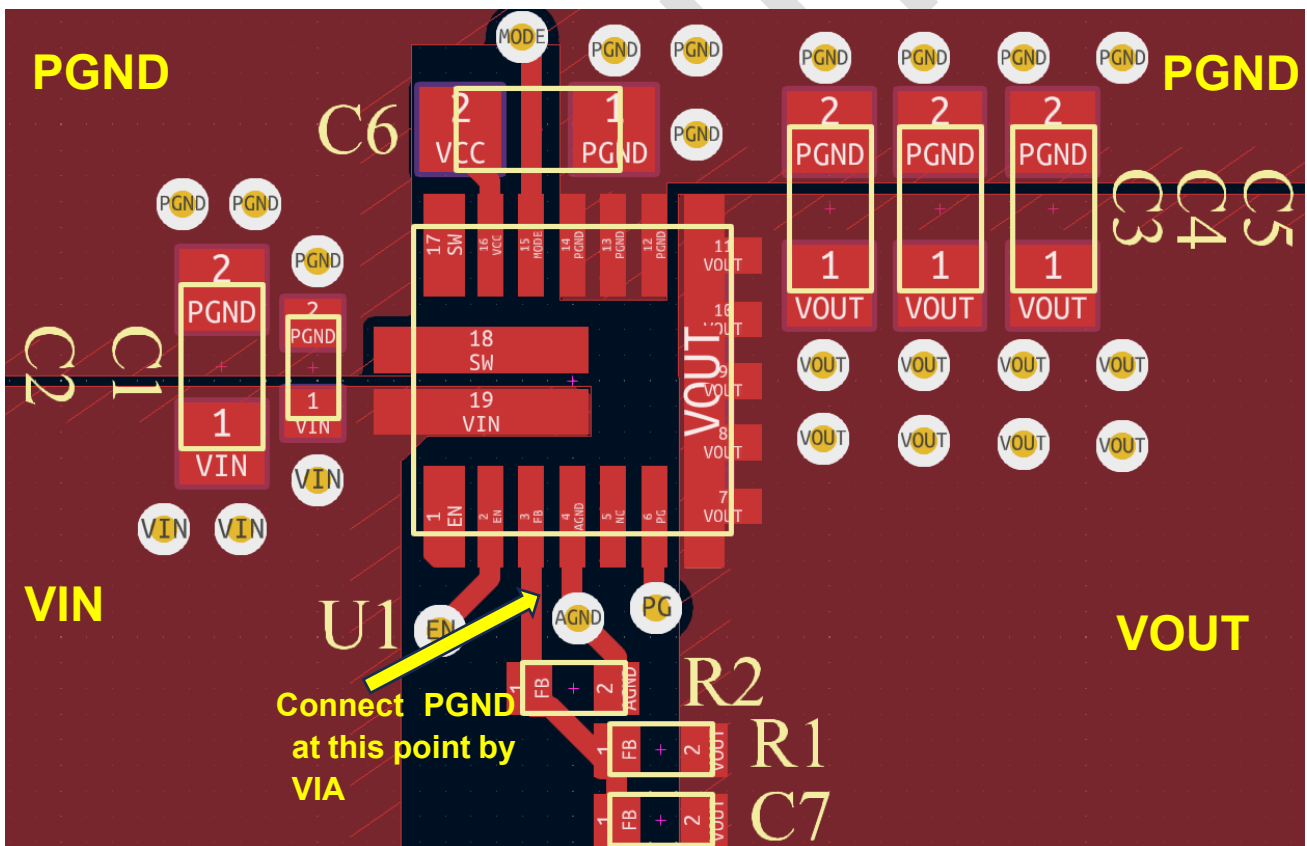 MODE
PGND
PGND
PGND
PGND
PGND
PGND
PGND
PGND
C6
2
VCC
1
PGND
PGND
2
PGND
2
PGND
2
PGND
C3
C4
C5
PGND
PGND
PGND
17
SW
16
VCC
15
MODE
14
PGND
13
PGND
12
PGND
11
VOUT
1
VOUT
1
VOUT
1
VOUT
2
PGND
2
PGND
C2
C1
1
VIN
1
VIN
18
SW
19
VIN
10
VOUT
9
VOUT
8
VOUT
7
VOUT
VOUT
VOUT
VOUT
VOUT
VOUT
VOUT
VOUT
VOUT
VOUT
VIN
VIN
VIN
1
EN
2
EN
3
FB
4
AGND
5
NC
6
PG
VIN
U1
EN
AGND
PG
VOUT
Connect PGND
at this point by
VIA
1
FB
2
AGND
R2
1
FB
2
VOUT
R1
1
FB
2
VOUT
C7